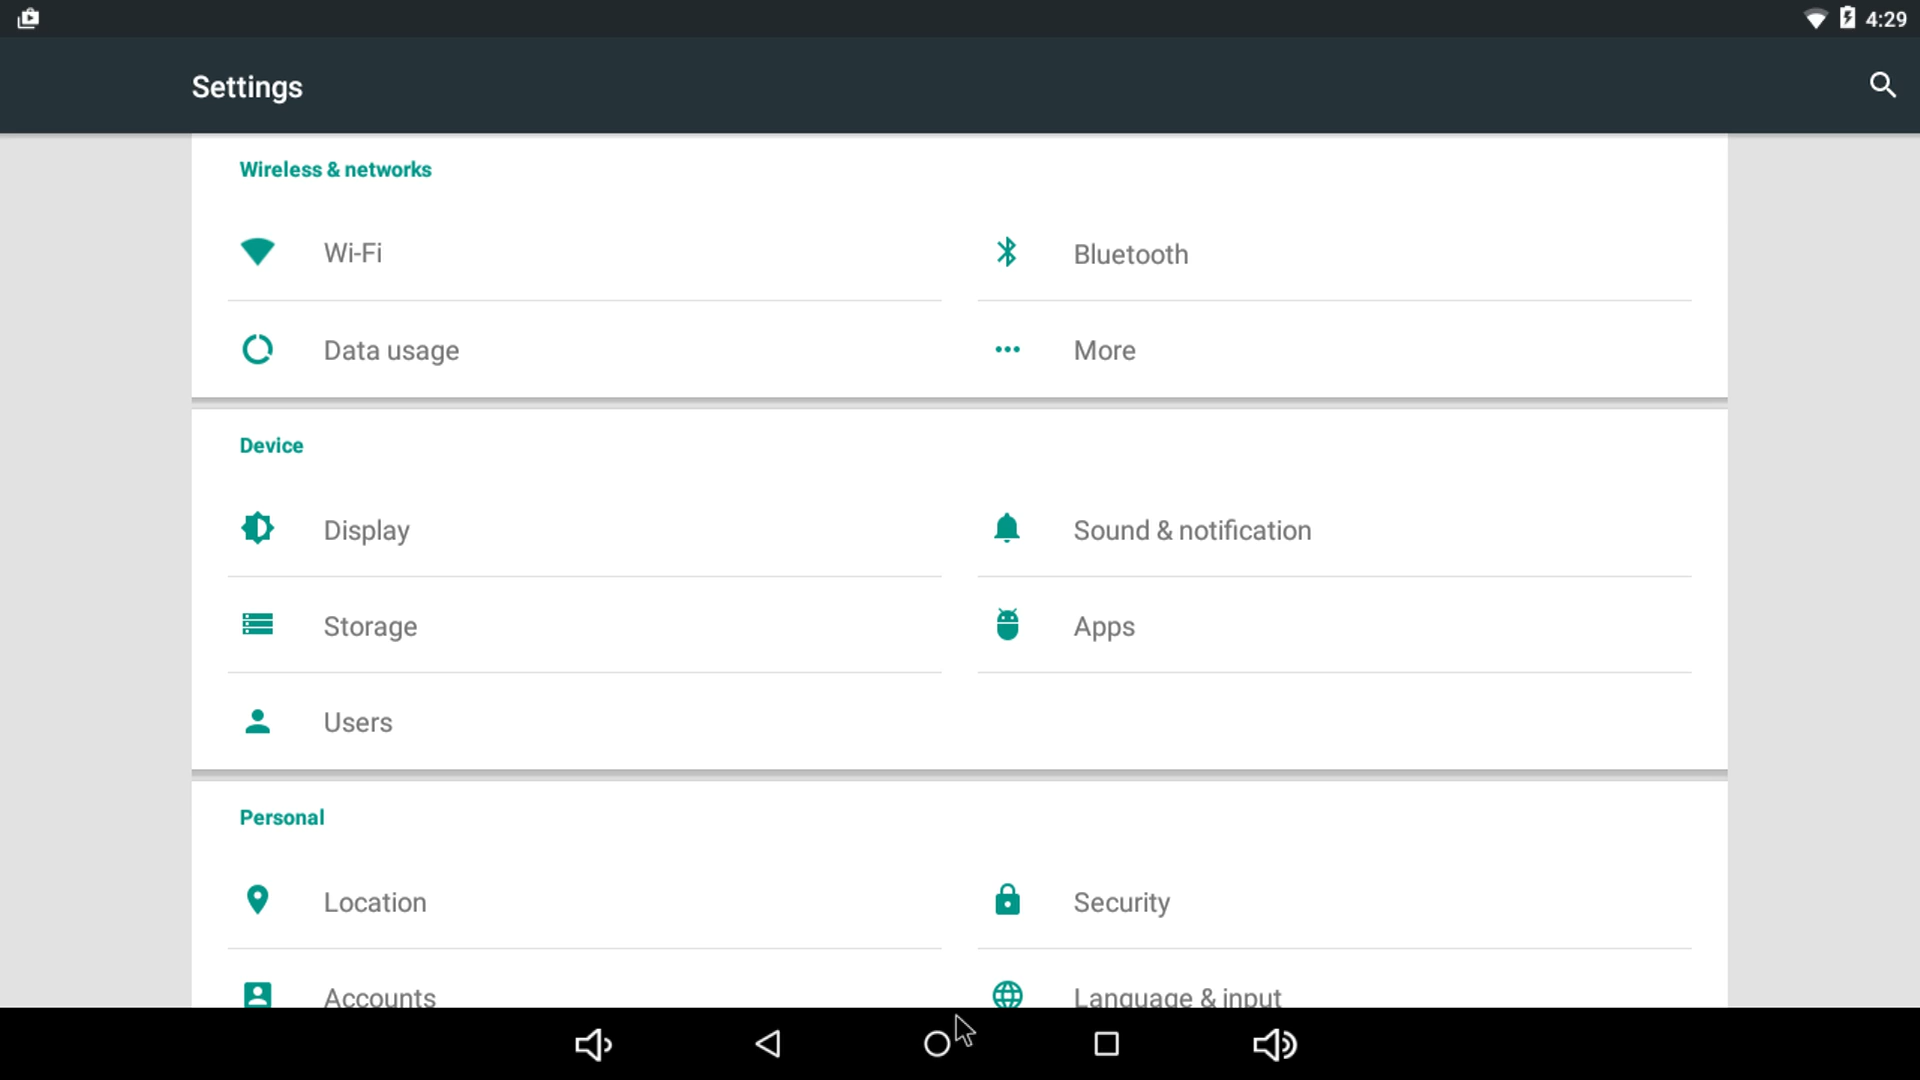 4:29
Settings
Wireless & networks
Wi-Fi
Bluetooth
Data usage
More
Device
Display
Sound & notification
Storage
Apps
Users
Personal
Location
Security
Accounts
Language & input